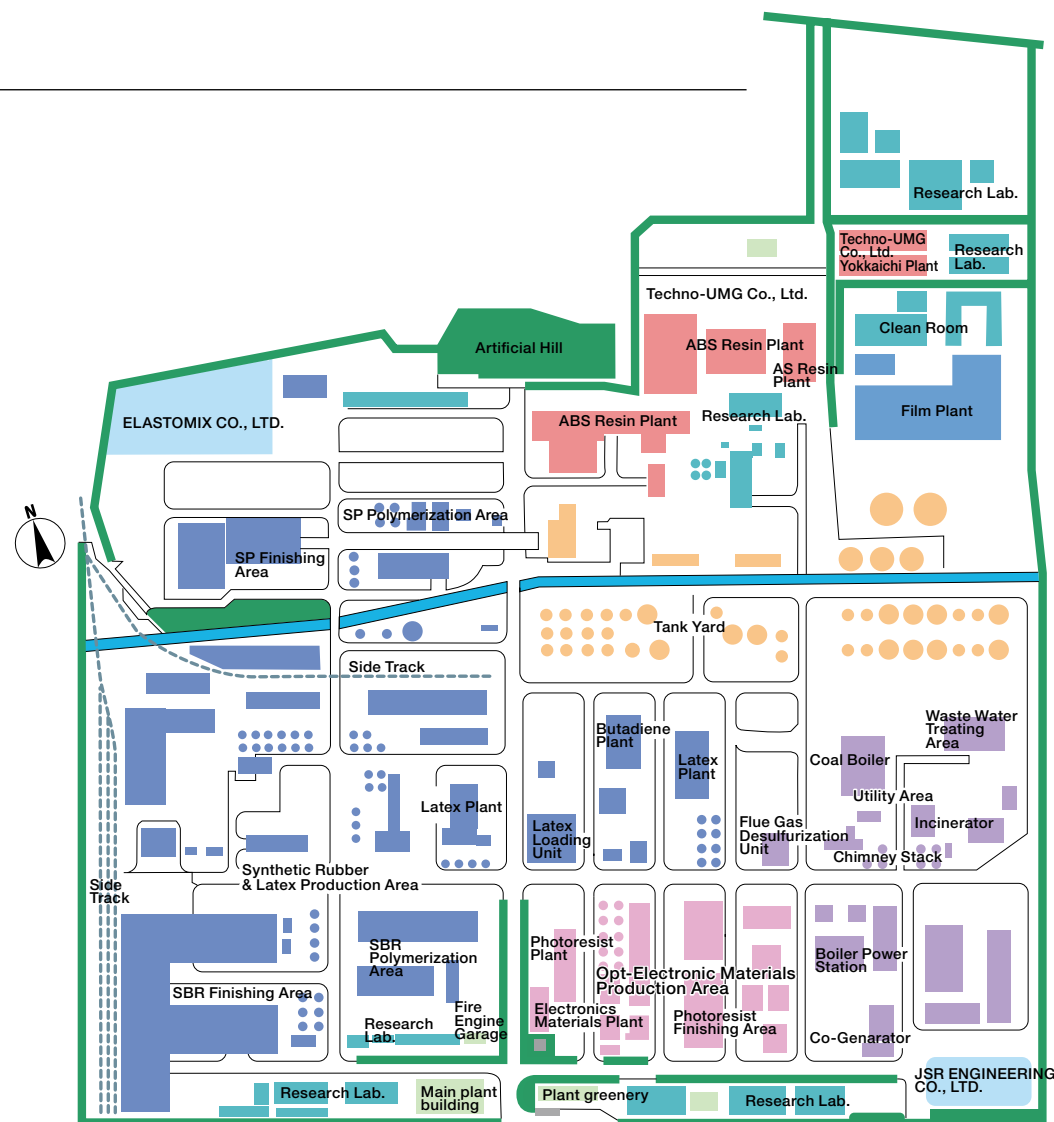 Research Lab.
Techno-UMG
Co., Ltd.
Yokkaichi Plant
Research
Lab.
Techno-UMG Co., Ltd.
Clean Room
ABS Resin Plant
Artificial Hill
AS Resin
Plant
Film Plant
Research Lab.
ABS Resin Plant
ELASTOMIX CO., LTD.
N
SP Polymerization Area
SP Finishing
Area
Tank Yard
Side Track
Butadiene
Plant
Waste Water
Treating
Area
Coal Boiler
Latex
Plant
Utility Area
Latex Plant
Latex
Loading
Unit
Flue Gas
Desulfurization
Unit
Incinerator
Chimney Stack
Synthetic Rubber
& Latex Production Area
Side
Track
SBR
Polymerization
Area
Photoresist
Plant
Boiler Power
Station
Opt-Electronic Materials
Production Area
SBR Finishing Area
Fire
Engine
Garage
Electronics
Materials Plant
Photoresist
Finishing Area
Research
Lab.
Co-Genarator
JSR ENGINEERING
CO., LTD.
Research Lab.
Main plant
building
Plant greenery
Research Lab.